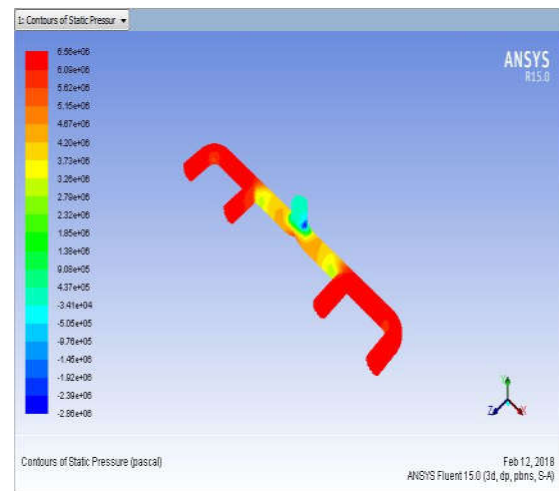 1: Contours of Static Pressur
ANSYS
R15.0
6.56e+06
6.09e+06
5.62e+06
5.15e+06
4.67e+06
4.20e+06
3.73e+06
3.26e+06
2.79e+06
2.32e+06
1.85e+06
1.38e+06
9.08e+05
4.37e+05
-3.41e+04
-5.05e+05
-9.76e+05
-1.45e+06
-1.92e+06
-2.39e+06
-2.86e+06
Y
Z
X
Contours of Static Pressure (pascal)
Feb 12, 2018
ANSYS Fluent 15.0 (3d, dp, pbns, S-A)